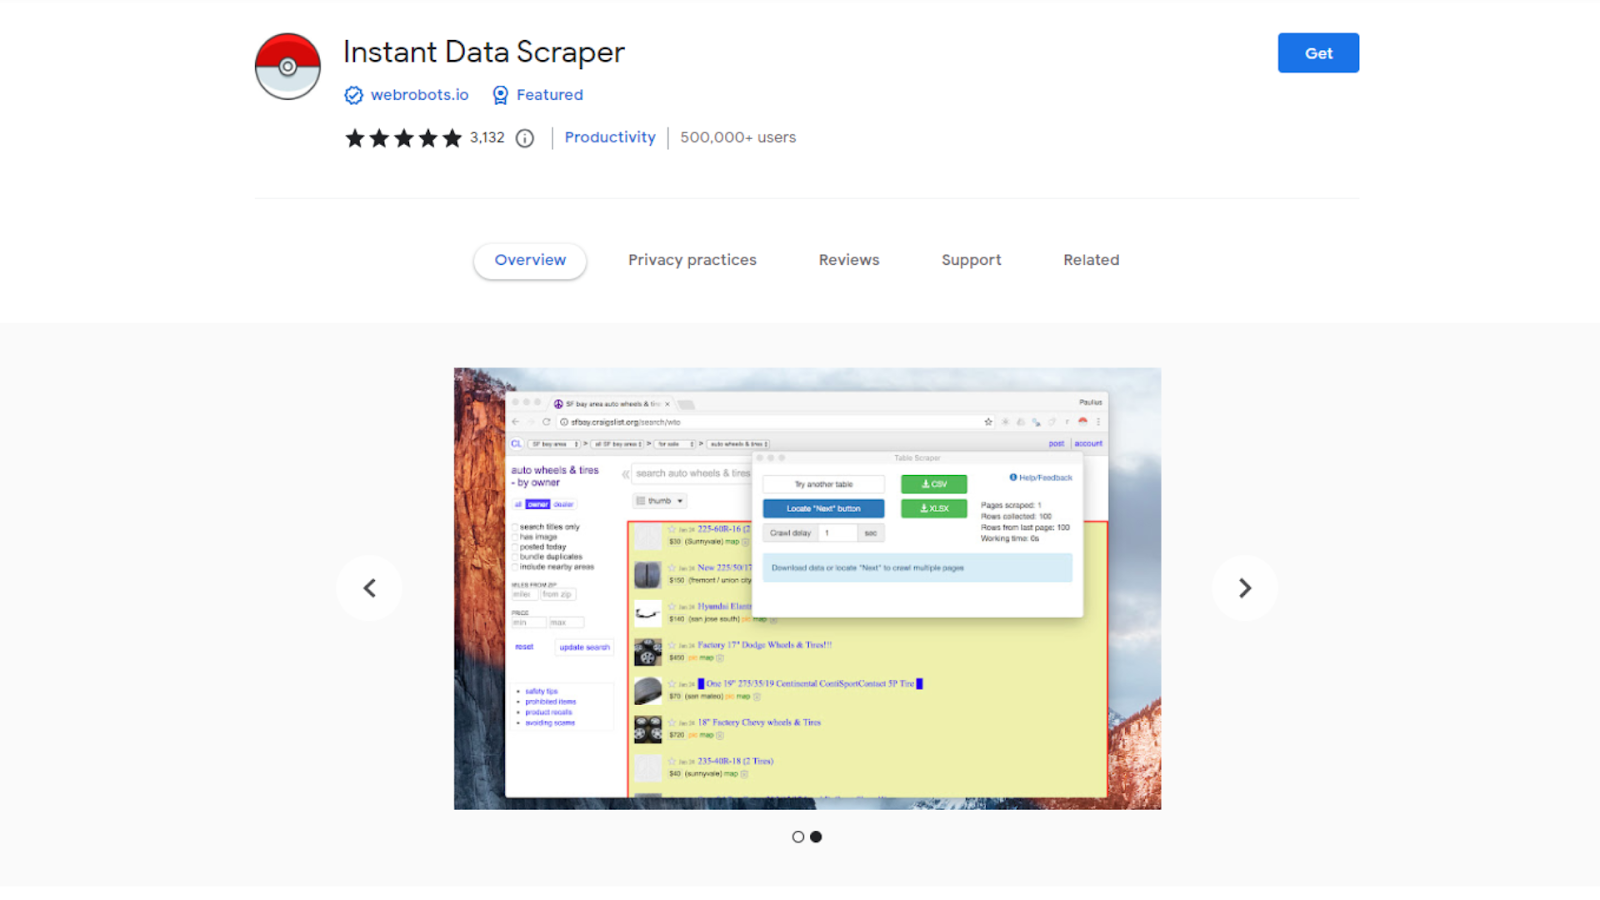 Instant Data Scraper
Get
webrobots.io Featured
3,132 Productivity 500,000+ users
Overview Privacy practices Reviews Support Related
SF bay area auto wheels & tir
Paulius
sfbay.craigslist.org/search/wto
CL SF bay area > all SF bay area > for sale > auto wheels & tires
post account
Table Scraper
auto wheels & tires
- by owner
search auto wheels & tires
Try another table
CSV
Help/Feedback
all owner dealer
thumb
Locate "Next" button
XLSX
Pages scraped: 1
Rows collected: 100
Rows from last page: 100
Working time: 0s
Crawl delay 1 sec
Download data or locate "Next" to crawl multiple pages
search titles only
has image
posted today
bundle duplicates
include nearby areas
MILES FROM ZIP
miles from zip
PRICE
min max
reset update search
safety tips
prohibited items
product recalls
avoiding scams
Jan 24 225-60R-16 (2
$30 (Sunnyvale) map
Jan 24 New 225/50/17
$150 (fremont / union city
Jan 24 Hyundai Elantr
$140 (san jose south) pic map
Jan 24 Factory 17" Dodge Wheels & Tires!!!
$450 pic map
Jan 24 One 19" 275/35/19 Continental ContiSportContact 5P Tire
$70 (san mateo) pic map
Jan 24 18" Factory Chevy wheels & Tires
$720 pic map
Jan 24 235-40R-18 (2 Tires)
$40 (sunnyvale) map